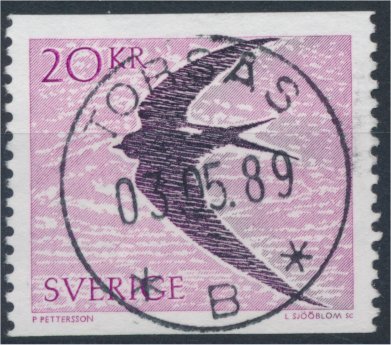 20 KR
TORSÅS
03.05.89
SVERIGE
* B *
P. PETTERSSON
L. SJÖÖBLOM SC